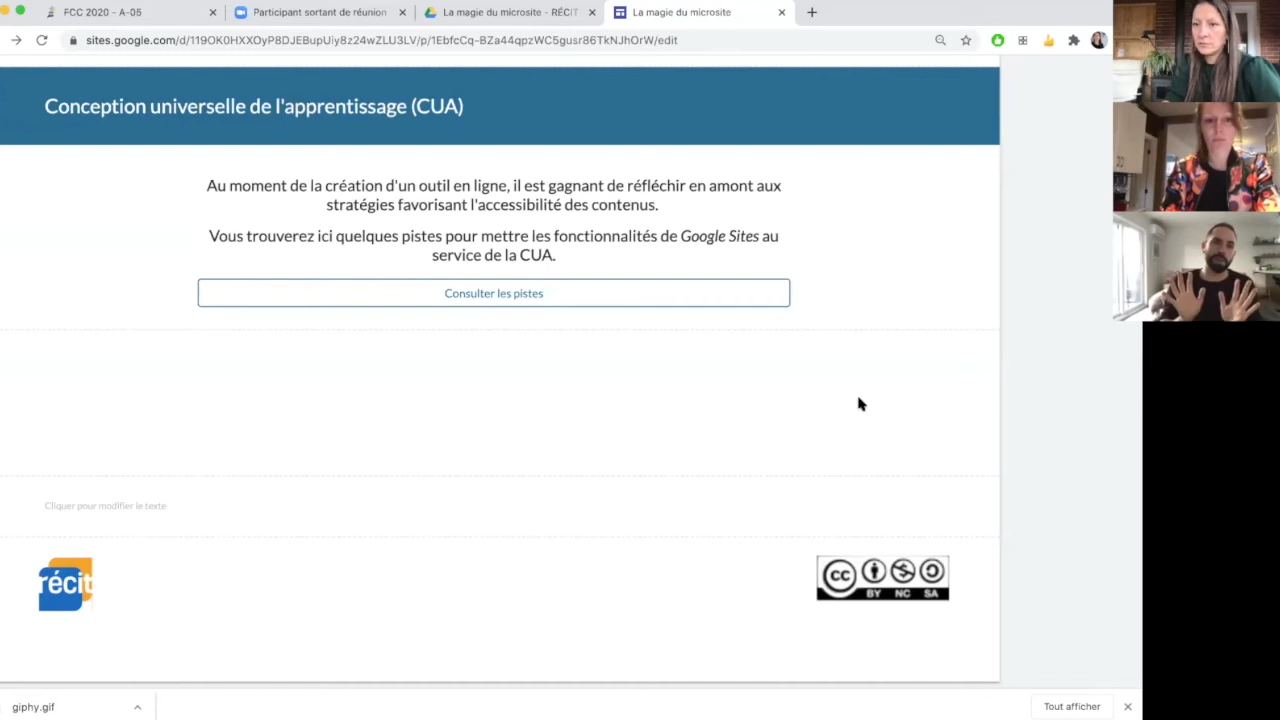 FCC 2020 - A-05
Participant sortant de réunion
La magie du microsite - RÉCIT
La magie du microsite
sites.google.com/d/119OK0HXXOyP8DJEBupUiy8z24wZLU3LV/p/1EbfcCq-BZa44qpzWC5gusr86TkNJhOrW/edit
Conception universelle de l'apprentissage (CUA)
Au moment de la création d'un outil en ligne, il est gagnant de réfléchir en amont aux
stratégies favorisant l'accessibilité des contenus.
Vous trouverez ici quelques pistes pour mettre les fonctionnalités de Google Sites au
service de la CUA.
Consulter les pistes
Cliquer pour modifier le texte
récit
cc
BY NC SA
giphy.gif
Tout afficher